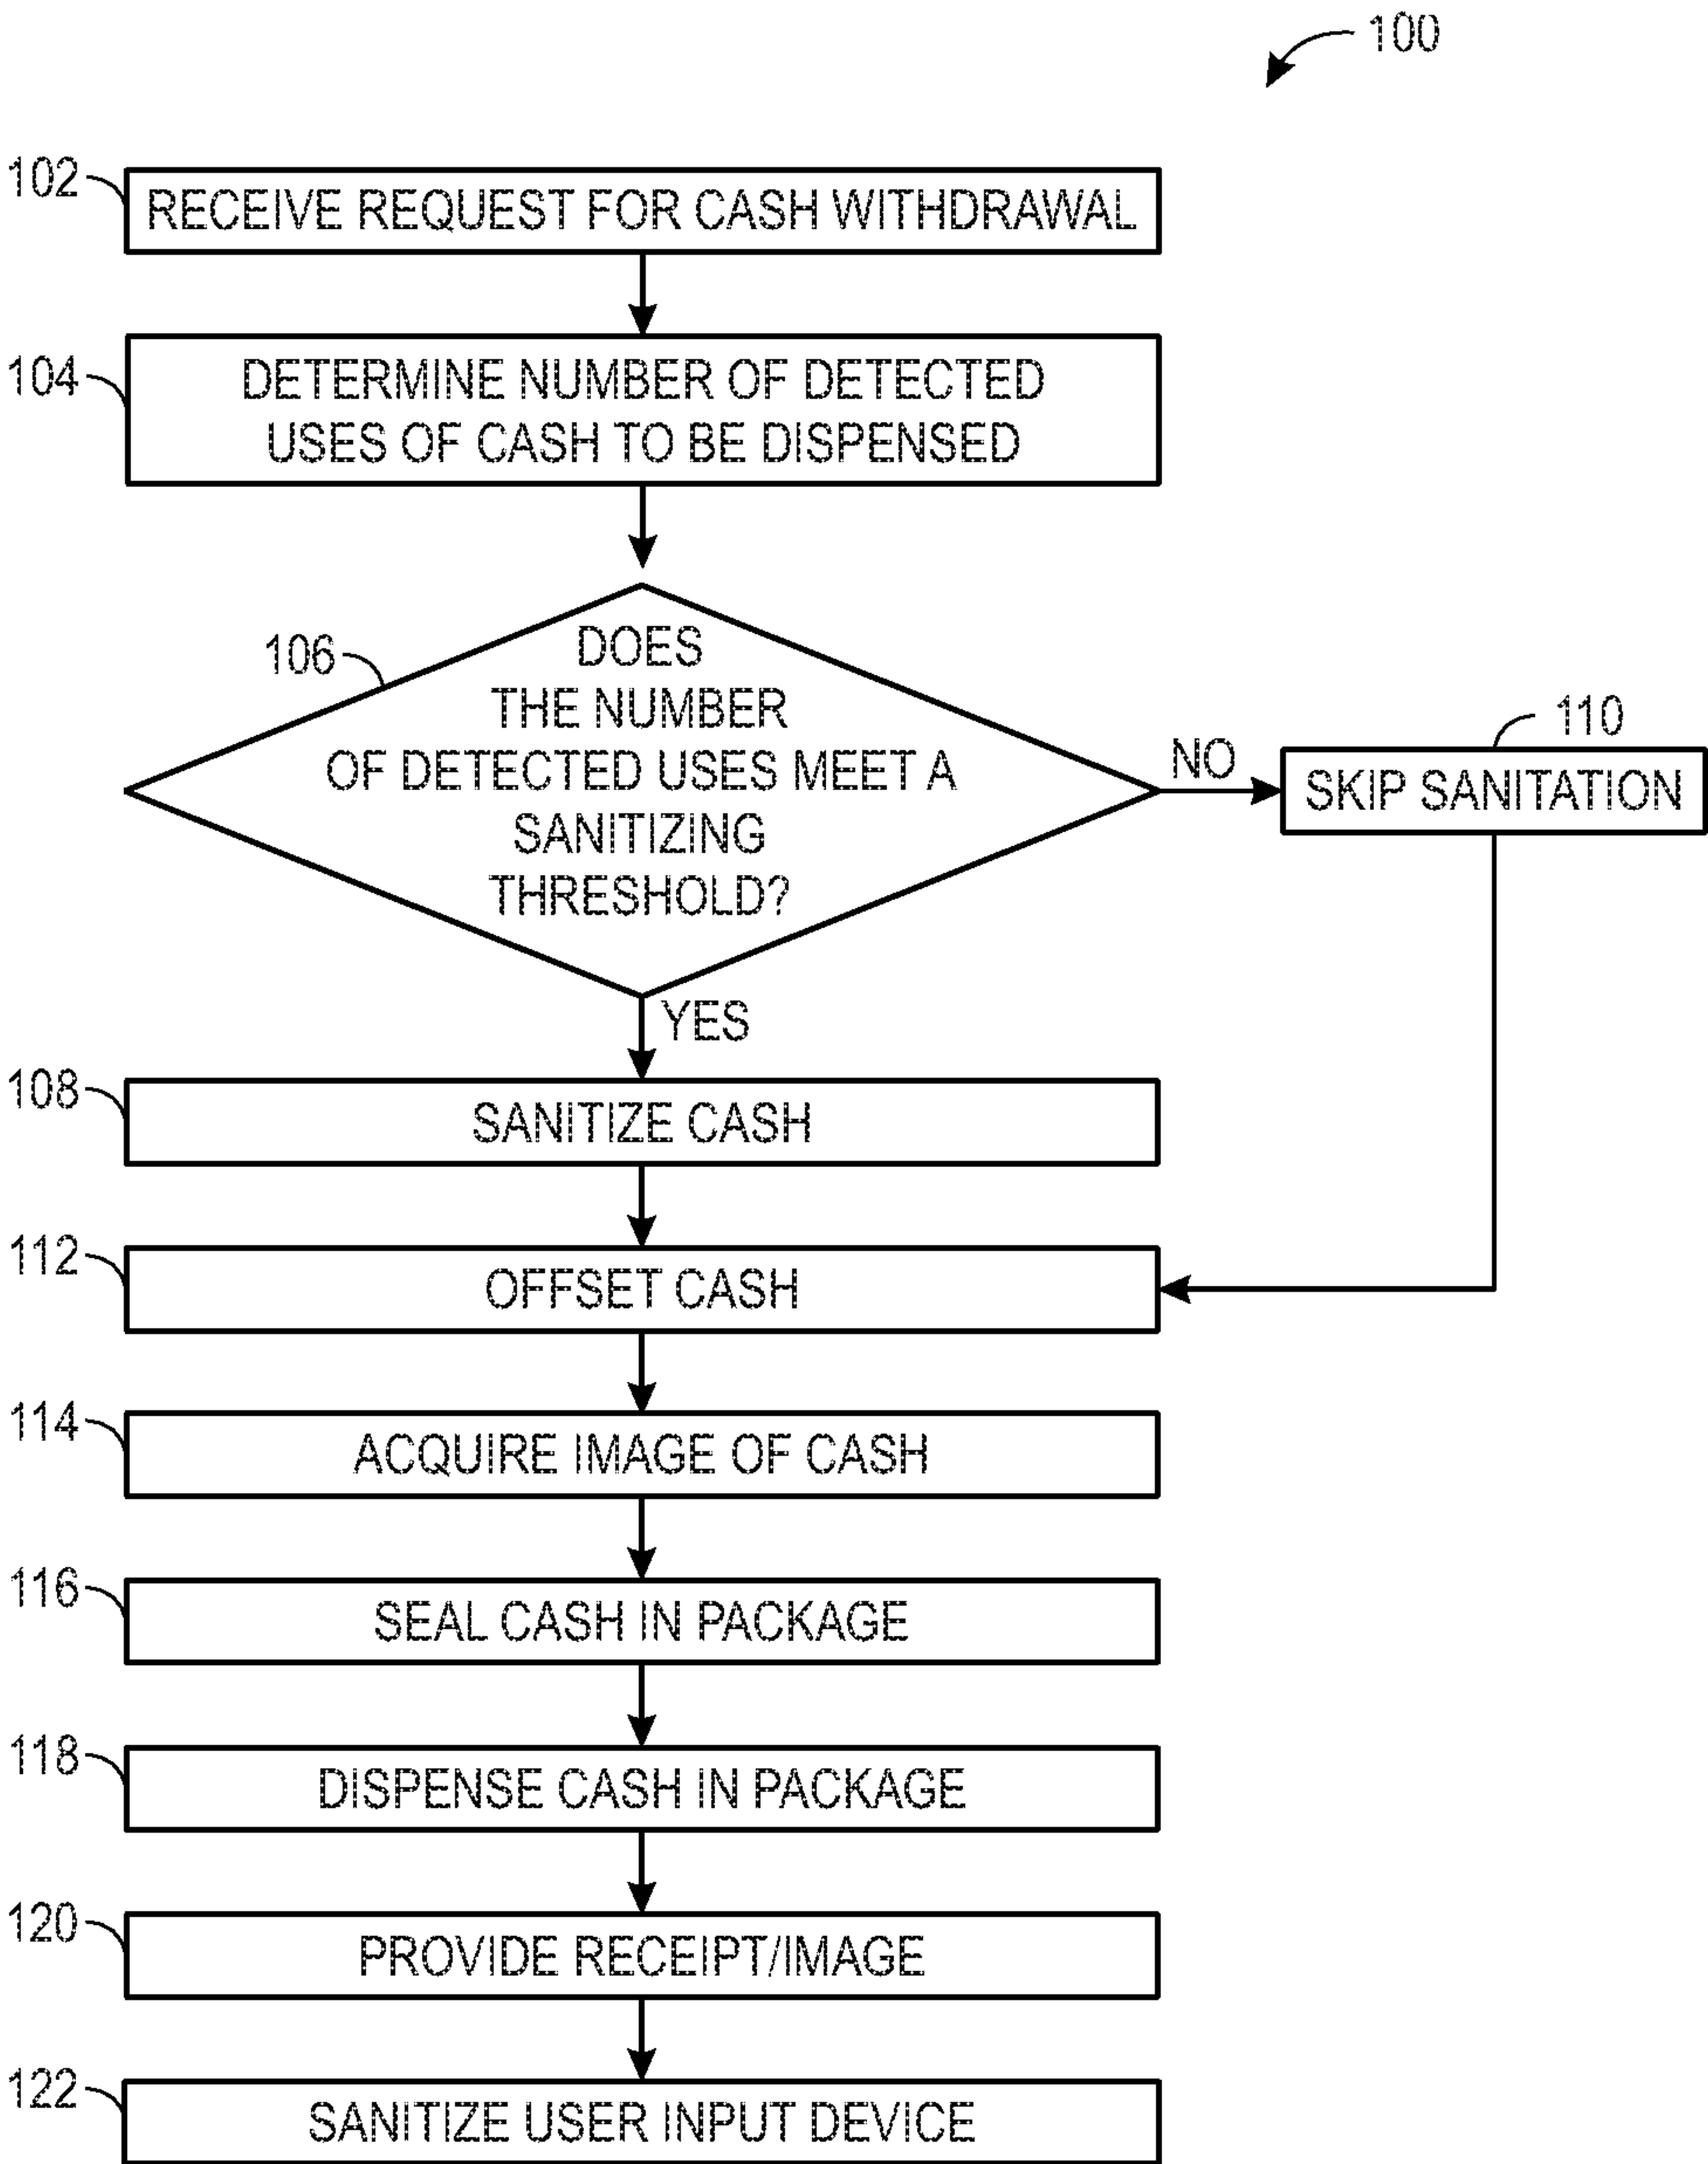 100
102
RECEIVE REQUEST FOR CASH WITHDRAWAL
104
DETERMINE NUMBER OF DETECTED
USES OF CASH TO BE DISPENSED
106
DOES
THE NUMBER
OF DETECTED USES MEET A
SANITIZING
THRESHOLD?
NO
110
SKIP SANITATION
YES
108
SANITIZE CASH
112
OFFSET CASH
114
ACQUIRE IMAGE OF CASH
116
SEAL CASH IN PACKAGE
118
DISPENSE CASH IN PACKAGE
120
PROVIDE RECEIPT/IMAGE
122
SANITIZE USER INPUT DEVICE